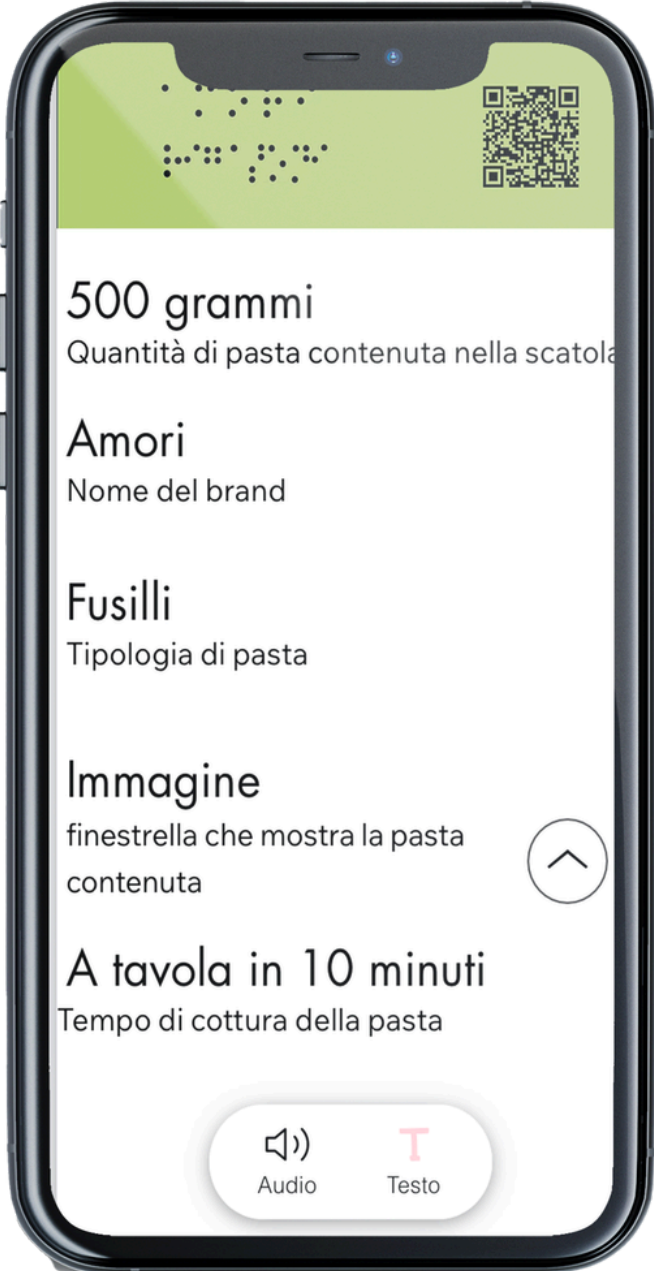 500 grammi
Quantità di pasta contenuta nella scatola
Amori
Nome del brand
Fusilli
Tipologia di pasta
Immagine
finestrella che mostra la pasta
contenuta
A tavola in 10 minuti
Tempo di cottura della pasta
Audio
Testo